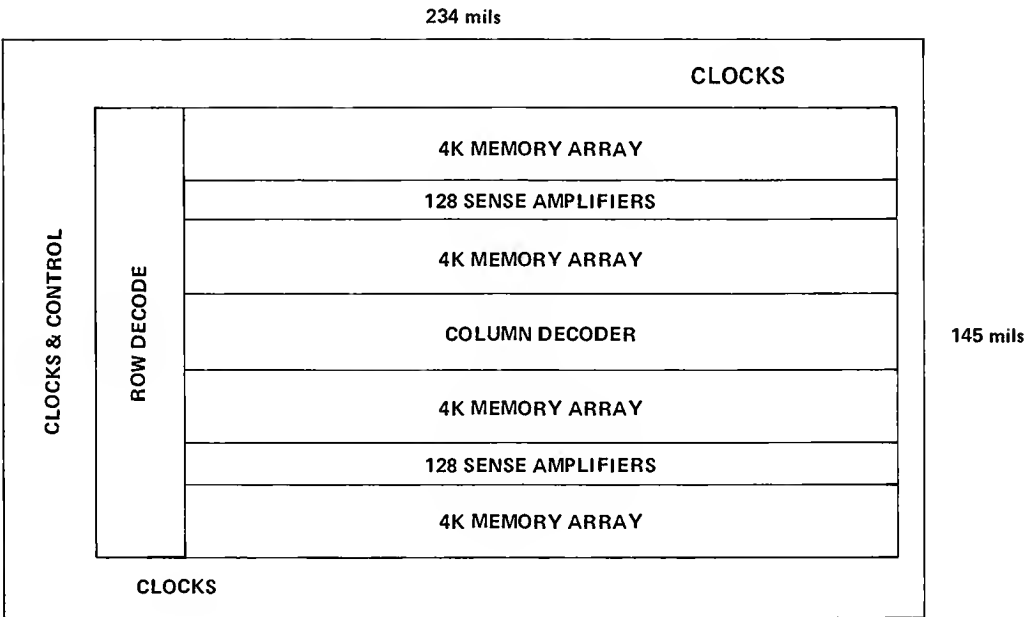 234 mils
CLOCKS
4K MEMORY ARRAY
128 SENSE AMPLIFIERS
4K MEMORY ARRAY
COLUMN DECODER
4K MEMORY ARRAY
128 SENSE AMPLIFIERS
4K MEMORY ARRAY
CLOCKS & CONTROL
ROW DECODE
145 mils
CLOCKS